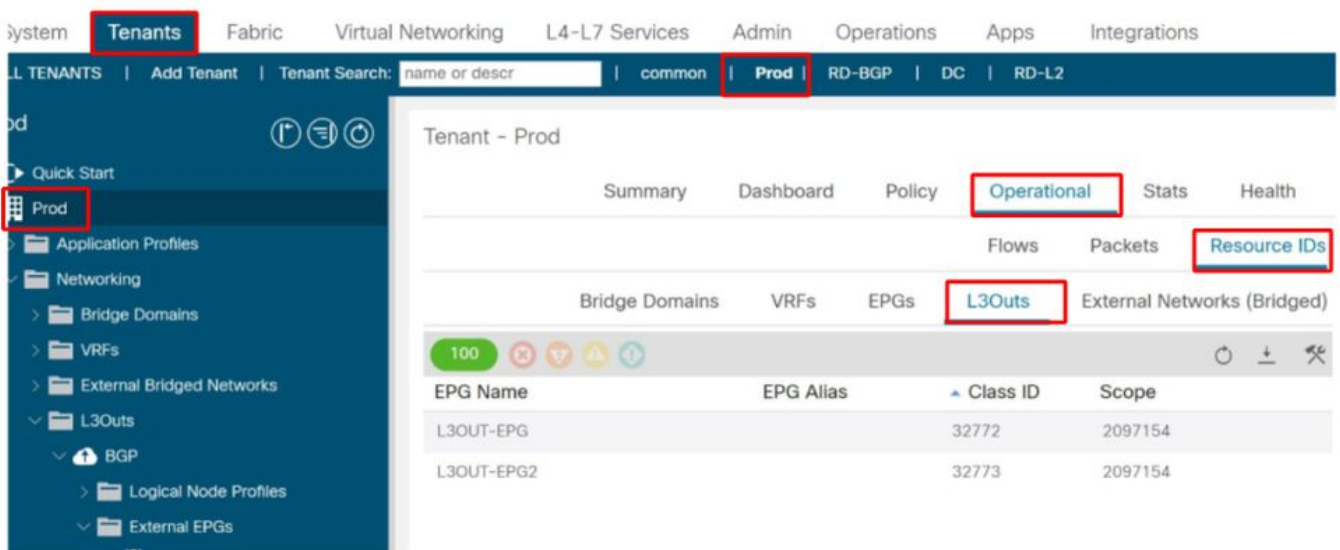 ystem Tenants Fabric Virtual Networking L4-L7 Services Admin Operations Apps Integrations
LL TENANTS | Add Tenant | Tenant Search: name or descr | common | Prod | RD-BGP | DC | RD-L2
od
Tenant - Prod
Quick Start
Summary Dashboard Policy Operational Stats Health
Prod
Application Profiles
Flows Packets Resource IDs
Networking
Bridge Domains
Bridge Domains VRFs EPGs L3Outs External Networks (Bridged)
VRFs
100
External Bridged Networks
EPG Name EPG Alias Class ID Scope
L3Outs
L3OUT-EPG 32772 2097154
BGP
L3OUT-EPG2 32773 2097154
Logical Node Profiles
External EPGs